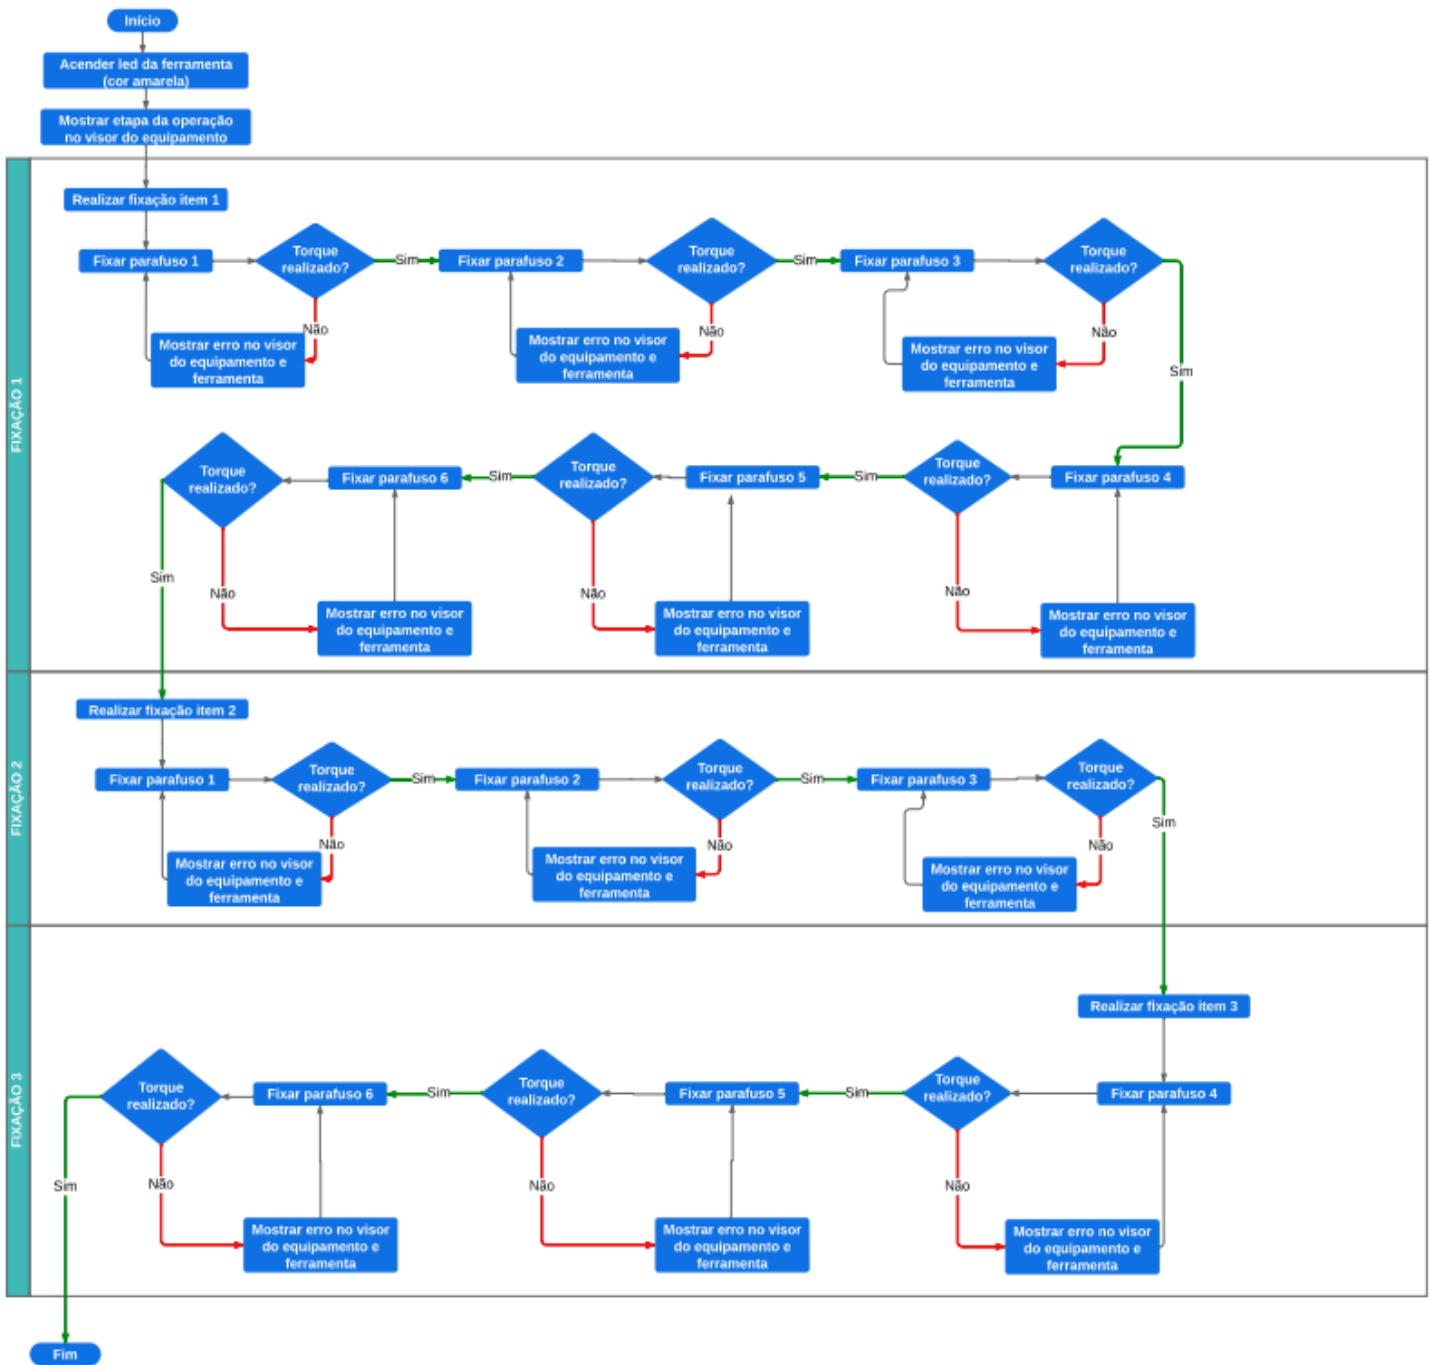 Início
Acender led da ferramenta
(cor amarela)
Mostrar etapa da operação
no visor do equipamento
FIXAÇÃO 1
Realizar fixação item 1
Fixar parafuso 1
Torque
realizado?
Sim
Fixar parafuso 2
Torque
realizado?
Sim
Fixar parafuso 3
Torque
realizado?
Não
Mostrar erro no visor
do equipamento e
ferramenta
Não
Mostrar erro no visor
do equipamento e
ferramenta
Não
Mostrar erro no visor
do equipamento e
ferramenta
Sim
Fixar parafuso 4
Torque
realizado?
Sim
Fixar parafuso 5
Torque
realizado?
Sim
Fixar parafuso 6
Torque
realizado?
Sim
Não
Mostrar erro no visor
do equipamento e
ferramenta
Não
Mostrar erro no visor
do equipamento e
ferramenta
Não
Mostrar erro no visor
do equipamento e
ferramenta
FIXAÇÃO 2
Realizar fixação item 2
Fixar parafuso 1
Torque
realizado?
Sim
Fixar parafuso 2
Torque
realizado?
Sim
Fixar parafuso 3
Torque
realizado?
Sim
Não
Mostrar erro no visor
do equipamento e
ferramenta
Não
Mostrar erro no visor
do equipamento e
ferramenta
Não
Mostrar erro no visor
do equipamento e
ferramenta
FIXAÇÃO 3
Realizar fixação item 3
Fixar parafuso 4
Torque
realizado?
Sim
Fixar parafuso 5
Torque
realizado?
Sim
Fixar parafuso 6
Torque
realizado?
Sim
Não
Mostrar erro no visor
do equipamento e
ferramenta
Não
Mostrar erro no visor
do equipamento e
ferramenta
Não
Mostrar erro no visor
do equipamento e
ferramenta
Fim